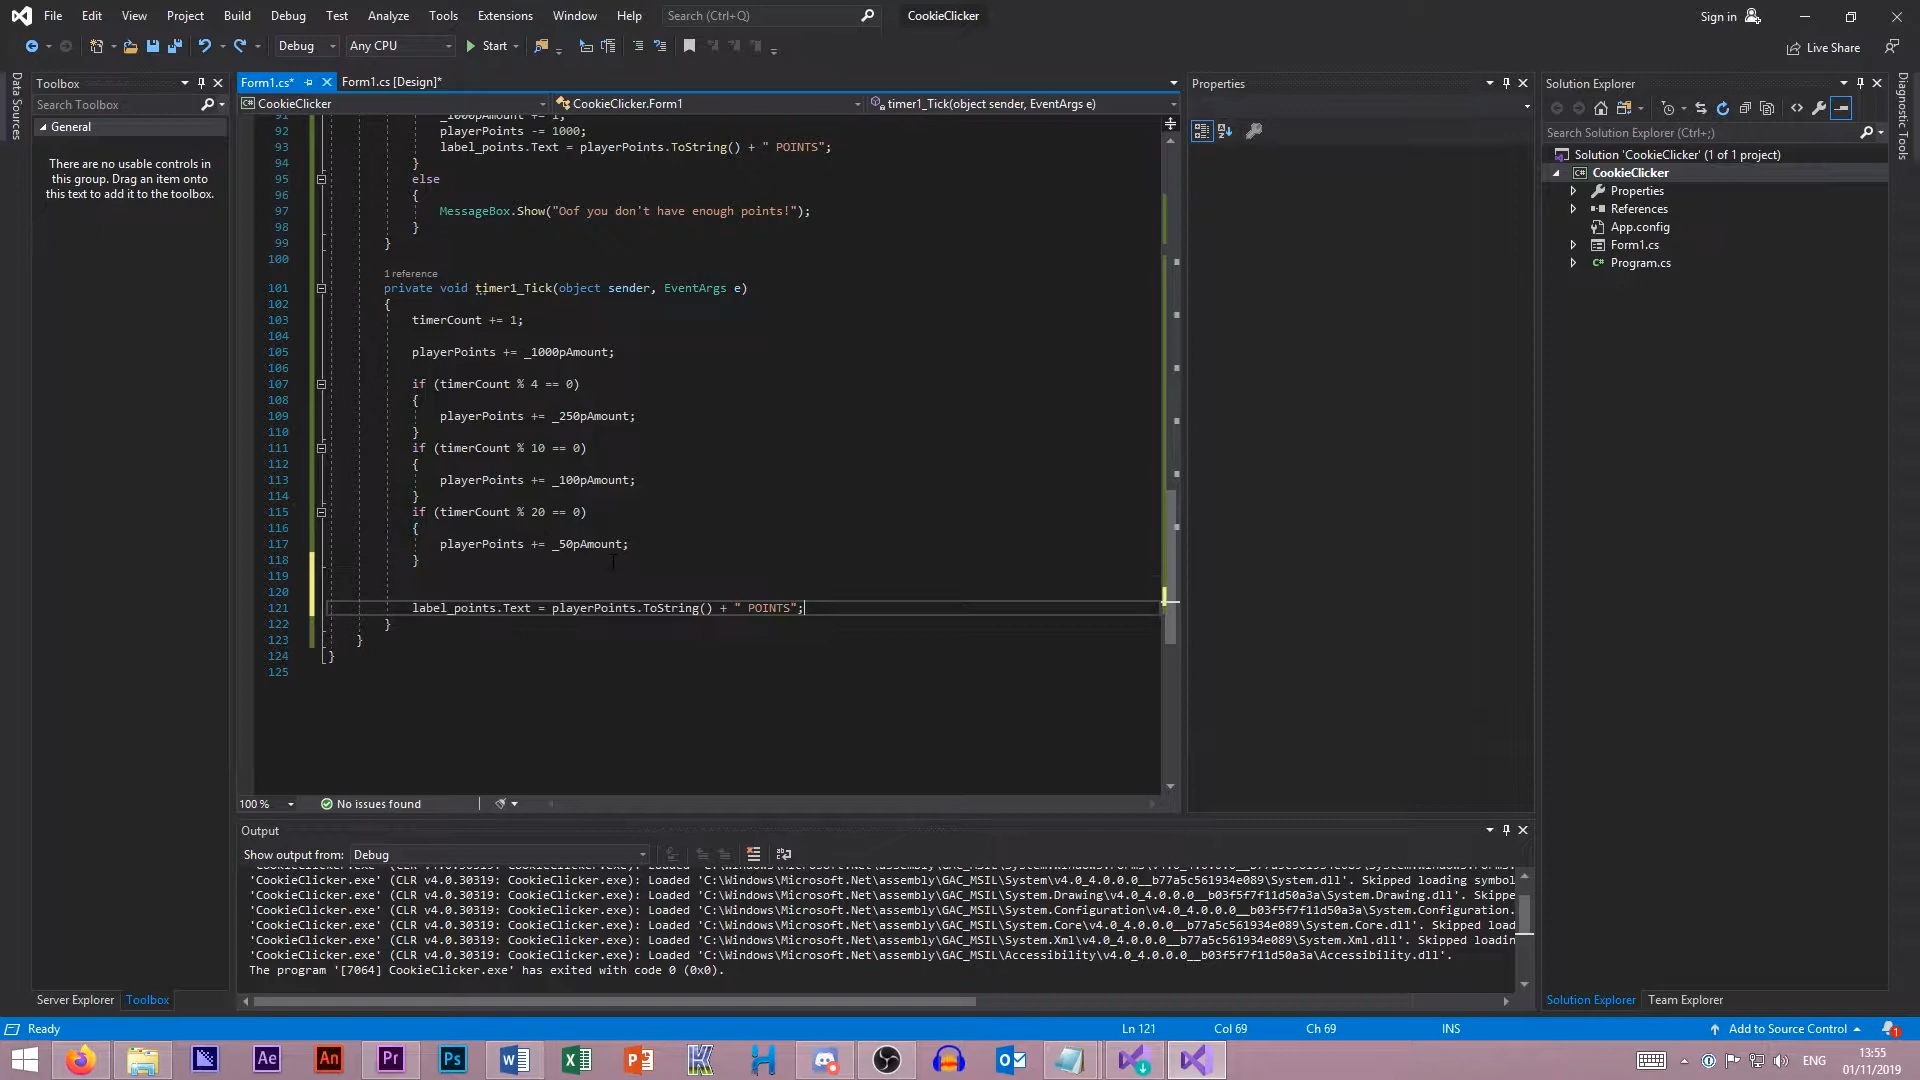 File Edit View Project Build Debug Test Analyze Tools Extensions Window Help Search (Ctrl+Q) CookieClicker Sign in
Debug Any CPU Start Live Share
Data Sources
Toolbox
Search Toolbox
General
There are no usable controls in
this group. Drag an item onto
this text to add it to the toolbox.
Server Explorer Toolbox
Form1.cs* Form1.cs [Design]*
CookieClicker CookieClicker.Form1 timer1_Tick(object sender, EventArgs e)
91 _1000pAmount += 1;
92 playerPoints -= 1000;
93 label_points.Text = playerPoints.ToString() + " POINTS";
94 }
95 else
96 {
97 MessageBox.Show("Oof you don't have enough points!");
98 }
99 }
100
1 reference
101 private void timer1_Tick(object sender, EventArgs e)
102 {
103 timerCount += 1;
104
105 playerPoints += _1000pAmount;
106
107 if (timerCount % 4 == 0)
108 {
109 playerPoints += _250pAmount;
110 }
111 if (timerCount % 10 == 0)
112 {
113 playerPoints += _100pAmount;
114 }
115 if (timerCount % 20 == 0)
116 {
117 playerPoints += _50pAmount;
118 }
119
120
121 label_points.Text = playerPoints.ToString() + " POINTS";
122 }
123 }
124 }
125
100 % No issues found
Output
Show output from: Debug
'CookieClicker.exe' (CLR v4.0.30319: CookieClicker.exe): Loaded 'C:\Windows\Microsoft.Net\assembly\GAC_MSIL\System\v4.0_4.0.0.0__b77a5c561934e089\System.dll'. Skipped loading symbol
'CookieClicker.exe' (CLR v4.0.30319: CookieClicker.exe): Loaded 'C:\Windows\Microsoft.Net\assembly\GAC_MSIL\System.Drawing\v4.0_4.0.0.0__b03f5f7f11d50a3a\System.Drawing.dll'. Skippe
'CookieClicker.exe' (CLR v4.0.30319: CookieClicker.exe): Loaded 'C:\Windows\Microsoft.Net\assembly\GAC_MSIL\System.Configuration\v4.0_4.0.0.0__b03f5f7f11d50a3a\System.Configuration.
'CookieClicker.exe' (CLR v4.0.30319: CookieClicker.exe): Loaded 'C:\Windows\Microsoft.Net\assembly\GAC_MSIL\System.Core\v4.0_4.0.0.0__b77a5c561934e089\System.Core.dll'. Skipped load
'CookieClicker.exe' (CLR v4.0.30319: CookieClicker.exe): Loaded 'C:\Windows\Microsoft.Net\assembly\GAC_MSIL\System.Xml\v4.0_4.0.0.0__b77a5c561934e089\System.Xml.dll'. Skipped loadin
'CookieClicker.exe' (CLR v4.0.30319: CookieClicker.exe): Loaded 'C:\Windows\Microsoft.Net\assembly\GAC_MSIL\Accessibility\v4.0_4.0.0.0__b03f5f7f11d50a3a\Accessibility.dll'.
The program '[7064] CookieClicker.exe' has exited with code 0 (0x0).
Properties
Solution Explorer
Search Solution Explorer (Ctrl+;)
Solution 'CookieClicker' (1 of 1 project)
CookieClicker
Properties
References
App.config
Form1.cs
Program.cs
Solution Explorer Team Explorer
Diagnostic Tools
Ready Ln 121 Col 69 Ch 69 INS Add to Source Control 1
Ae An Pr Ps ENG
13:55
01/11/2019